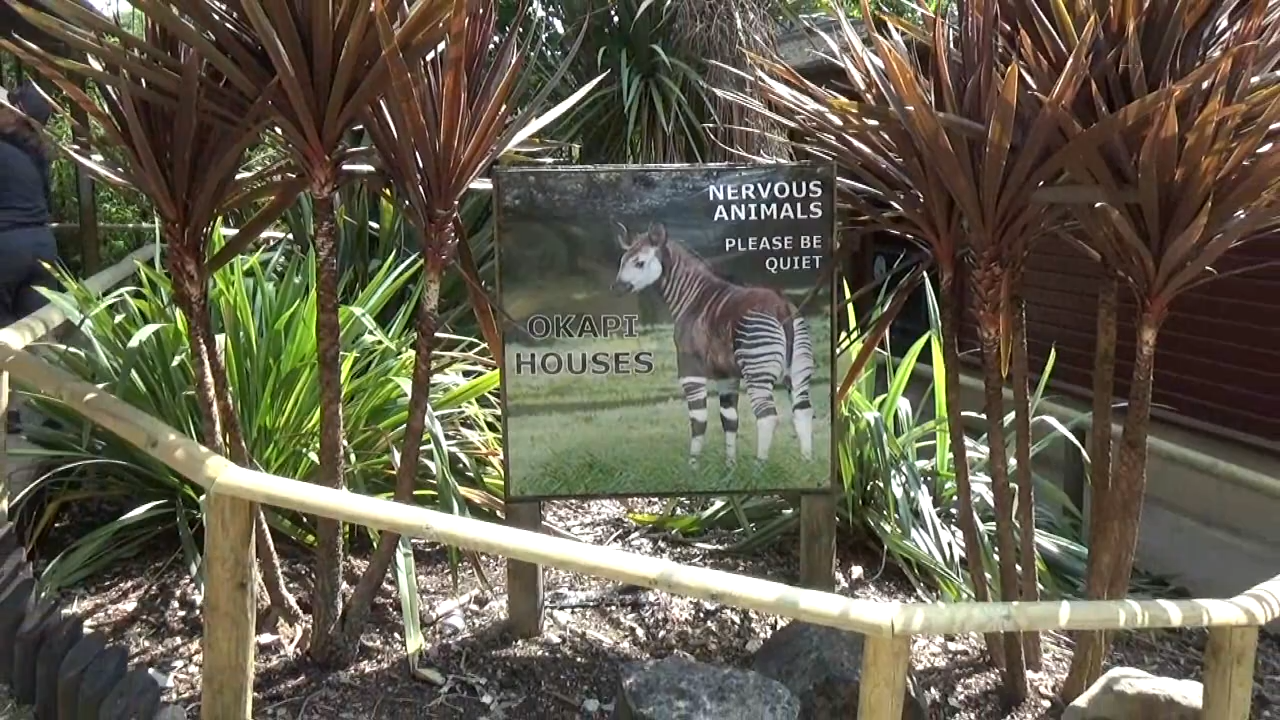 NERVOUS
ANIMALS
PLEASE BE
QUIET
OKAPI
HOUSES